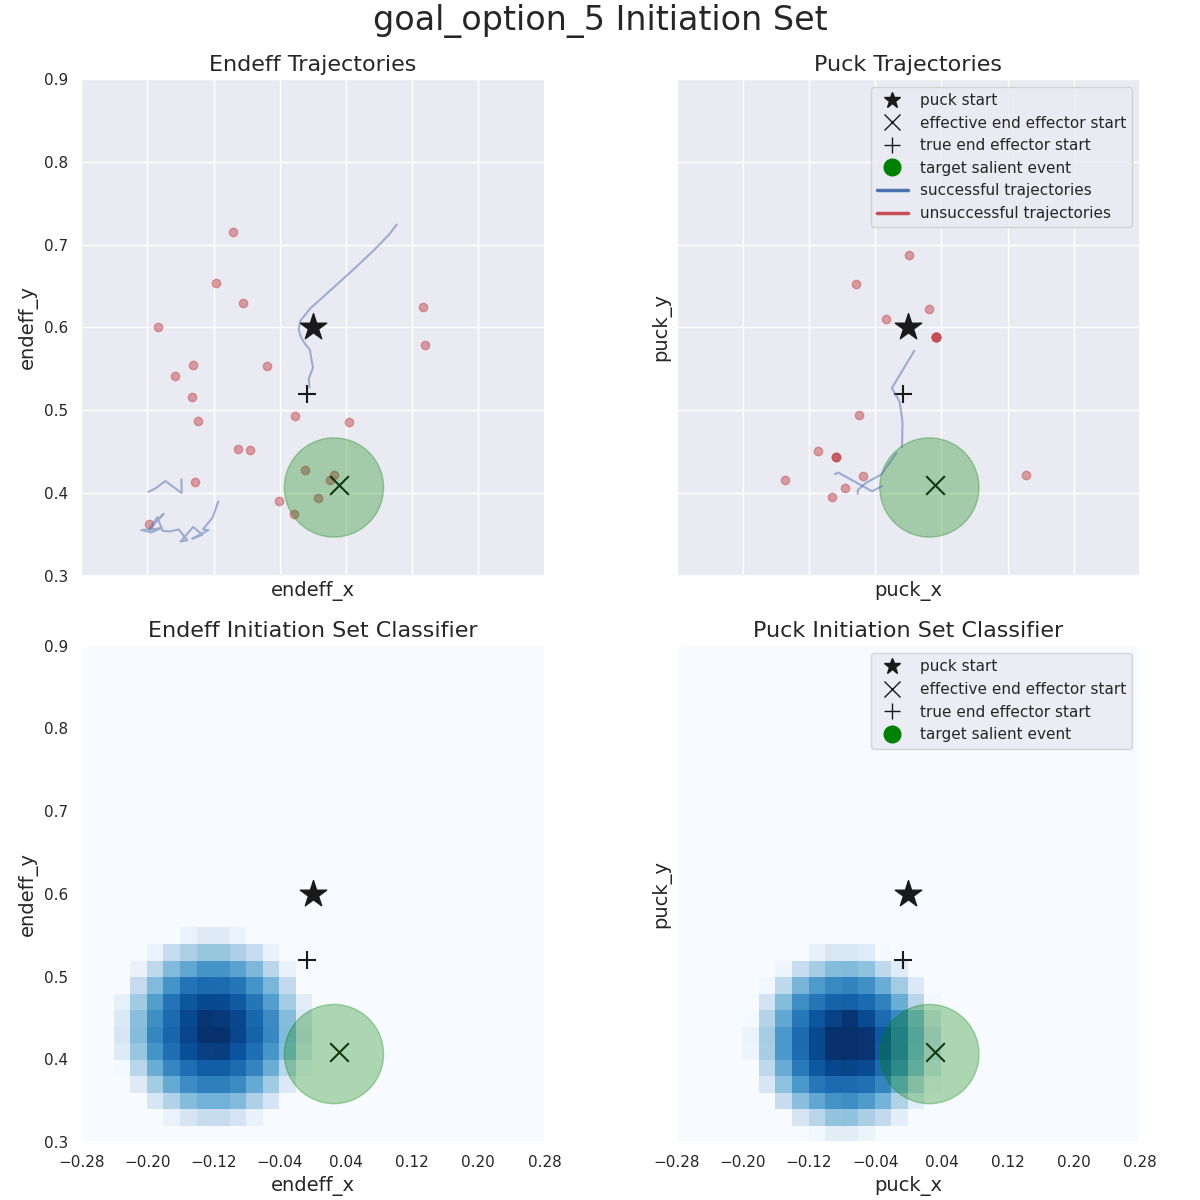 goal_option_5 Initiation Set
Endeff Trajectories
0.9
0.8
0.7
0.6
0.5
0.4
0.3
endeff_y
endeff_x
Puck Trajectories
puck start
effective end effector start
true end effector start
target salient event
successful trajectories
unsuccessful trajectories
puck_y
puck_x
Endeff Initiation Set Classifier
0.9
0.8
0.7
0.6
0.5
0.4
0.3
endeff_y
−0.28 −0.20 −0.12 −0.04 0.04 0.12 0.20 0.28
endeff_x
Puck Initiation Set Classifier
puck start
effective end effector start
true end effector start
target salient event
puck_y
−0.28 −0.20 −0.12 −0.04 0.04 0.12 0.20 0.28
puck_x